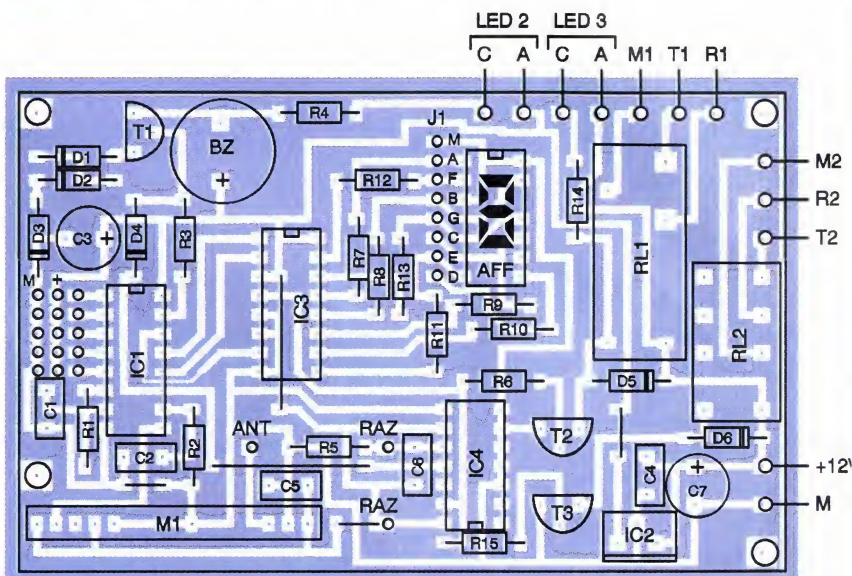 LED 2 LED 3
C A C A M1 T1 R1
T1 BZ R4 J1
M
A
F
B
G
C
E
D
D1
D2
R12
AFF
R14
RL1
M2
R2
T2
D3 C3 + D4 R3
R7 R8 R13
M +
IC1
IC3
R11
R9
R10
RL2
C1
R1
C2
R2
ANT
R5
RAZ
C6
R6
IC4
T2
D5
D6
C5
M1
RAZ
R15
T3
C4
IC2
+
C7
+12V
M
+